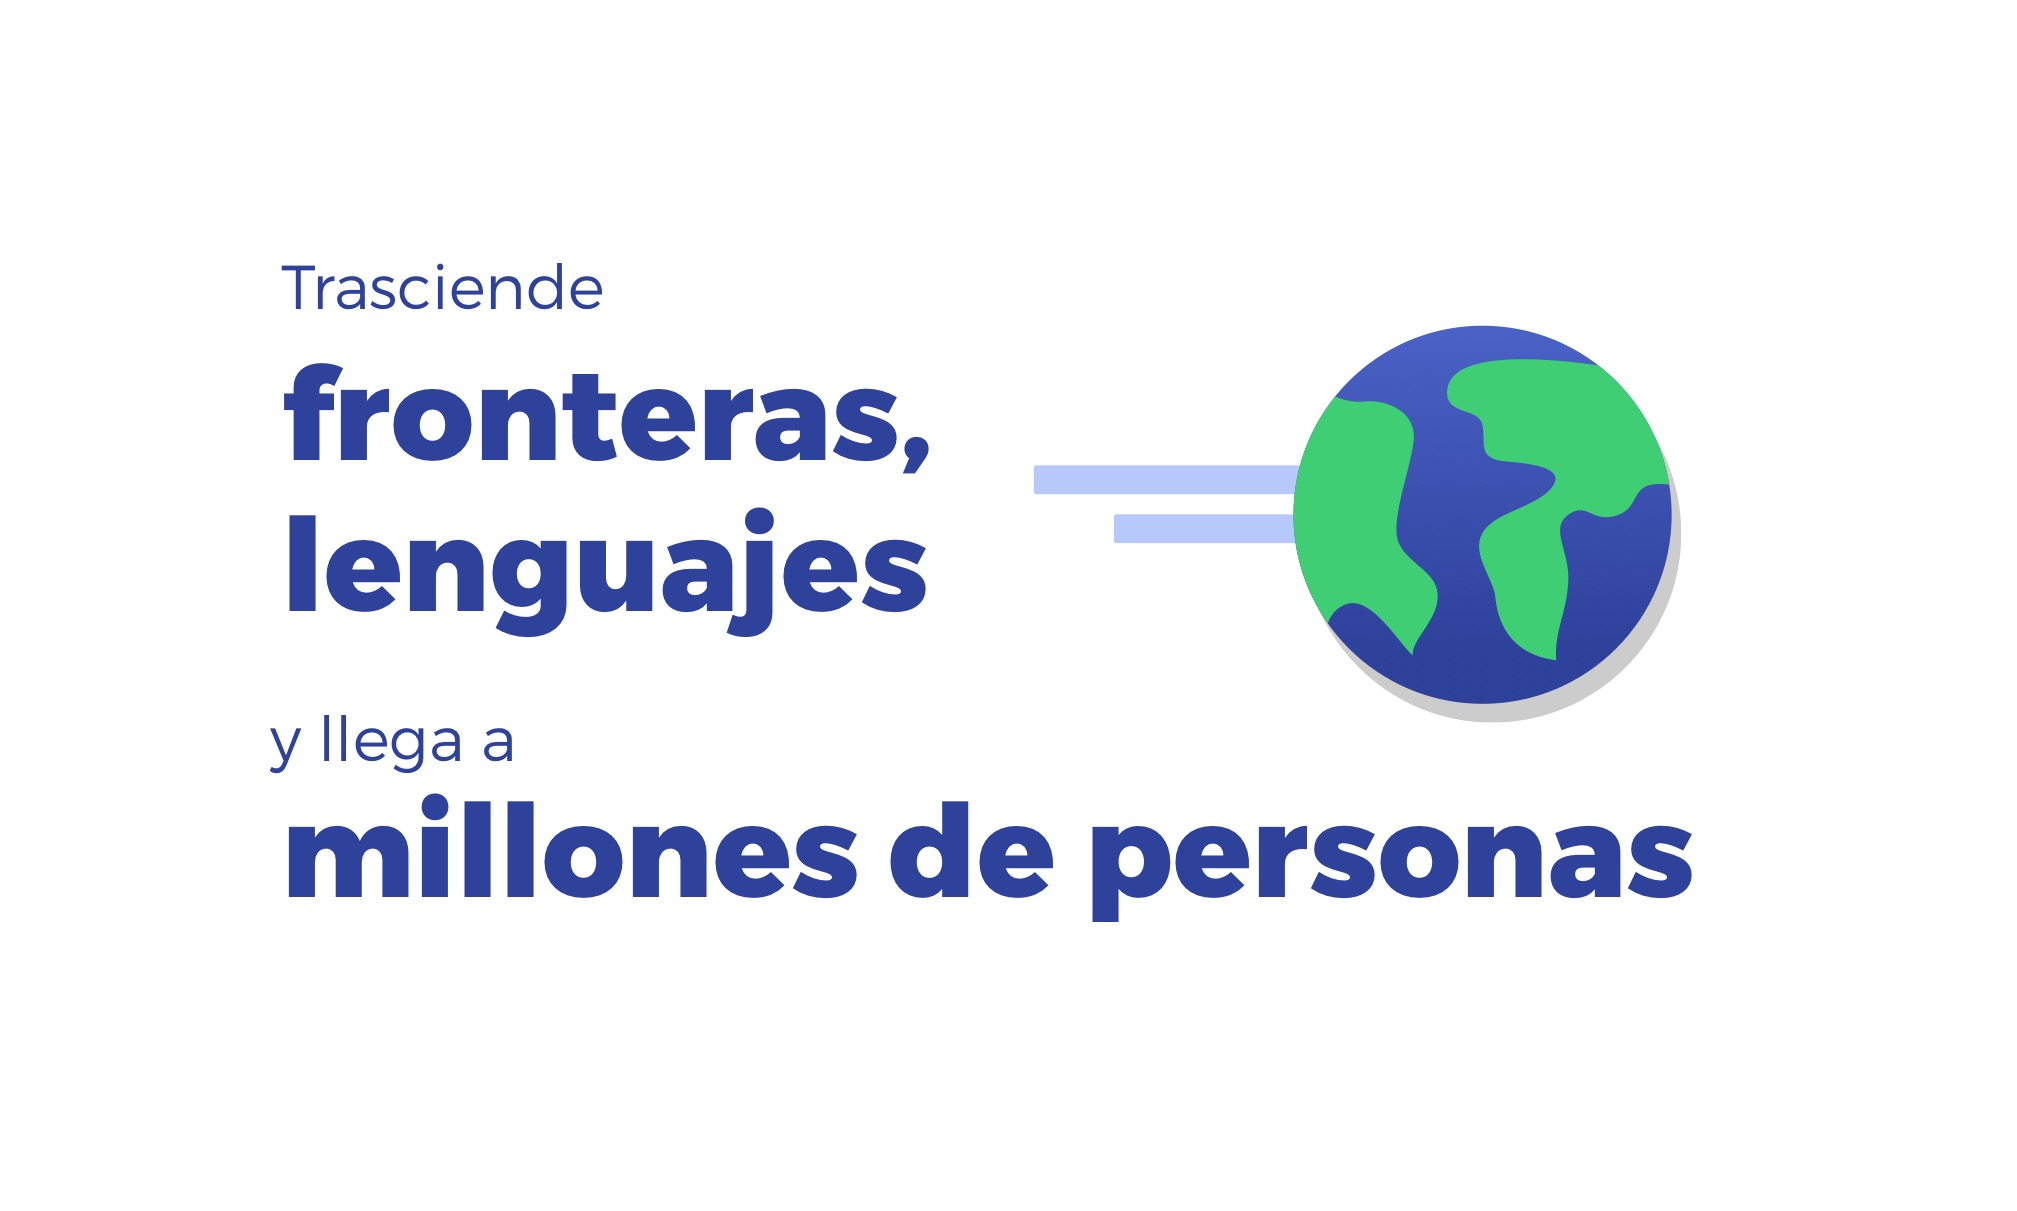 Trasciende
fronteras,
lenguajes
y llega a
millones de personas